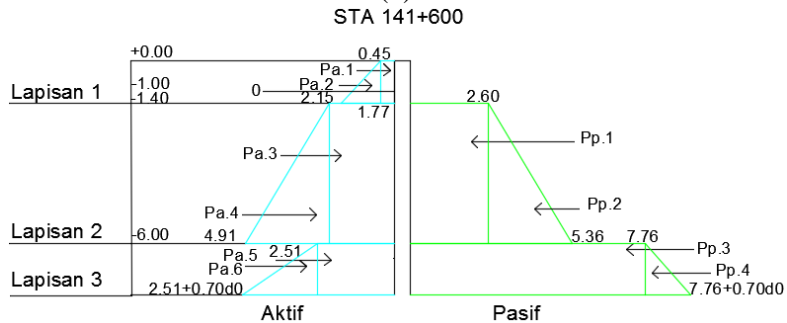 STA 141+600
+0.00 0.45
Pa.1
-1.00 0 Pa.2
Lapisan 1 -1.40 2.15 2.60
1.77
Pa.3 Pp.1
Pa.4 Pp.2
Lapisan 2 -6.00 4.91 5.36 7.76
Pa.5 2.51 Pp.3
Pa.6 Pp.4
Lapisan 3 2.51+0.70d0 7.76+0.70d0
Aktif Pasif